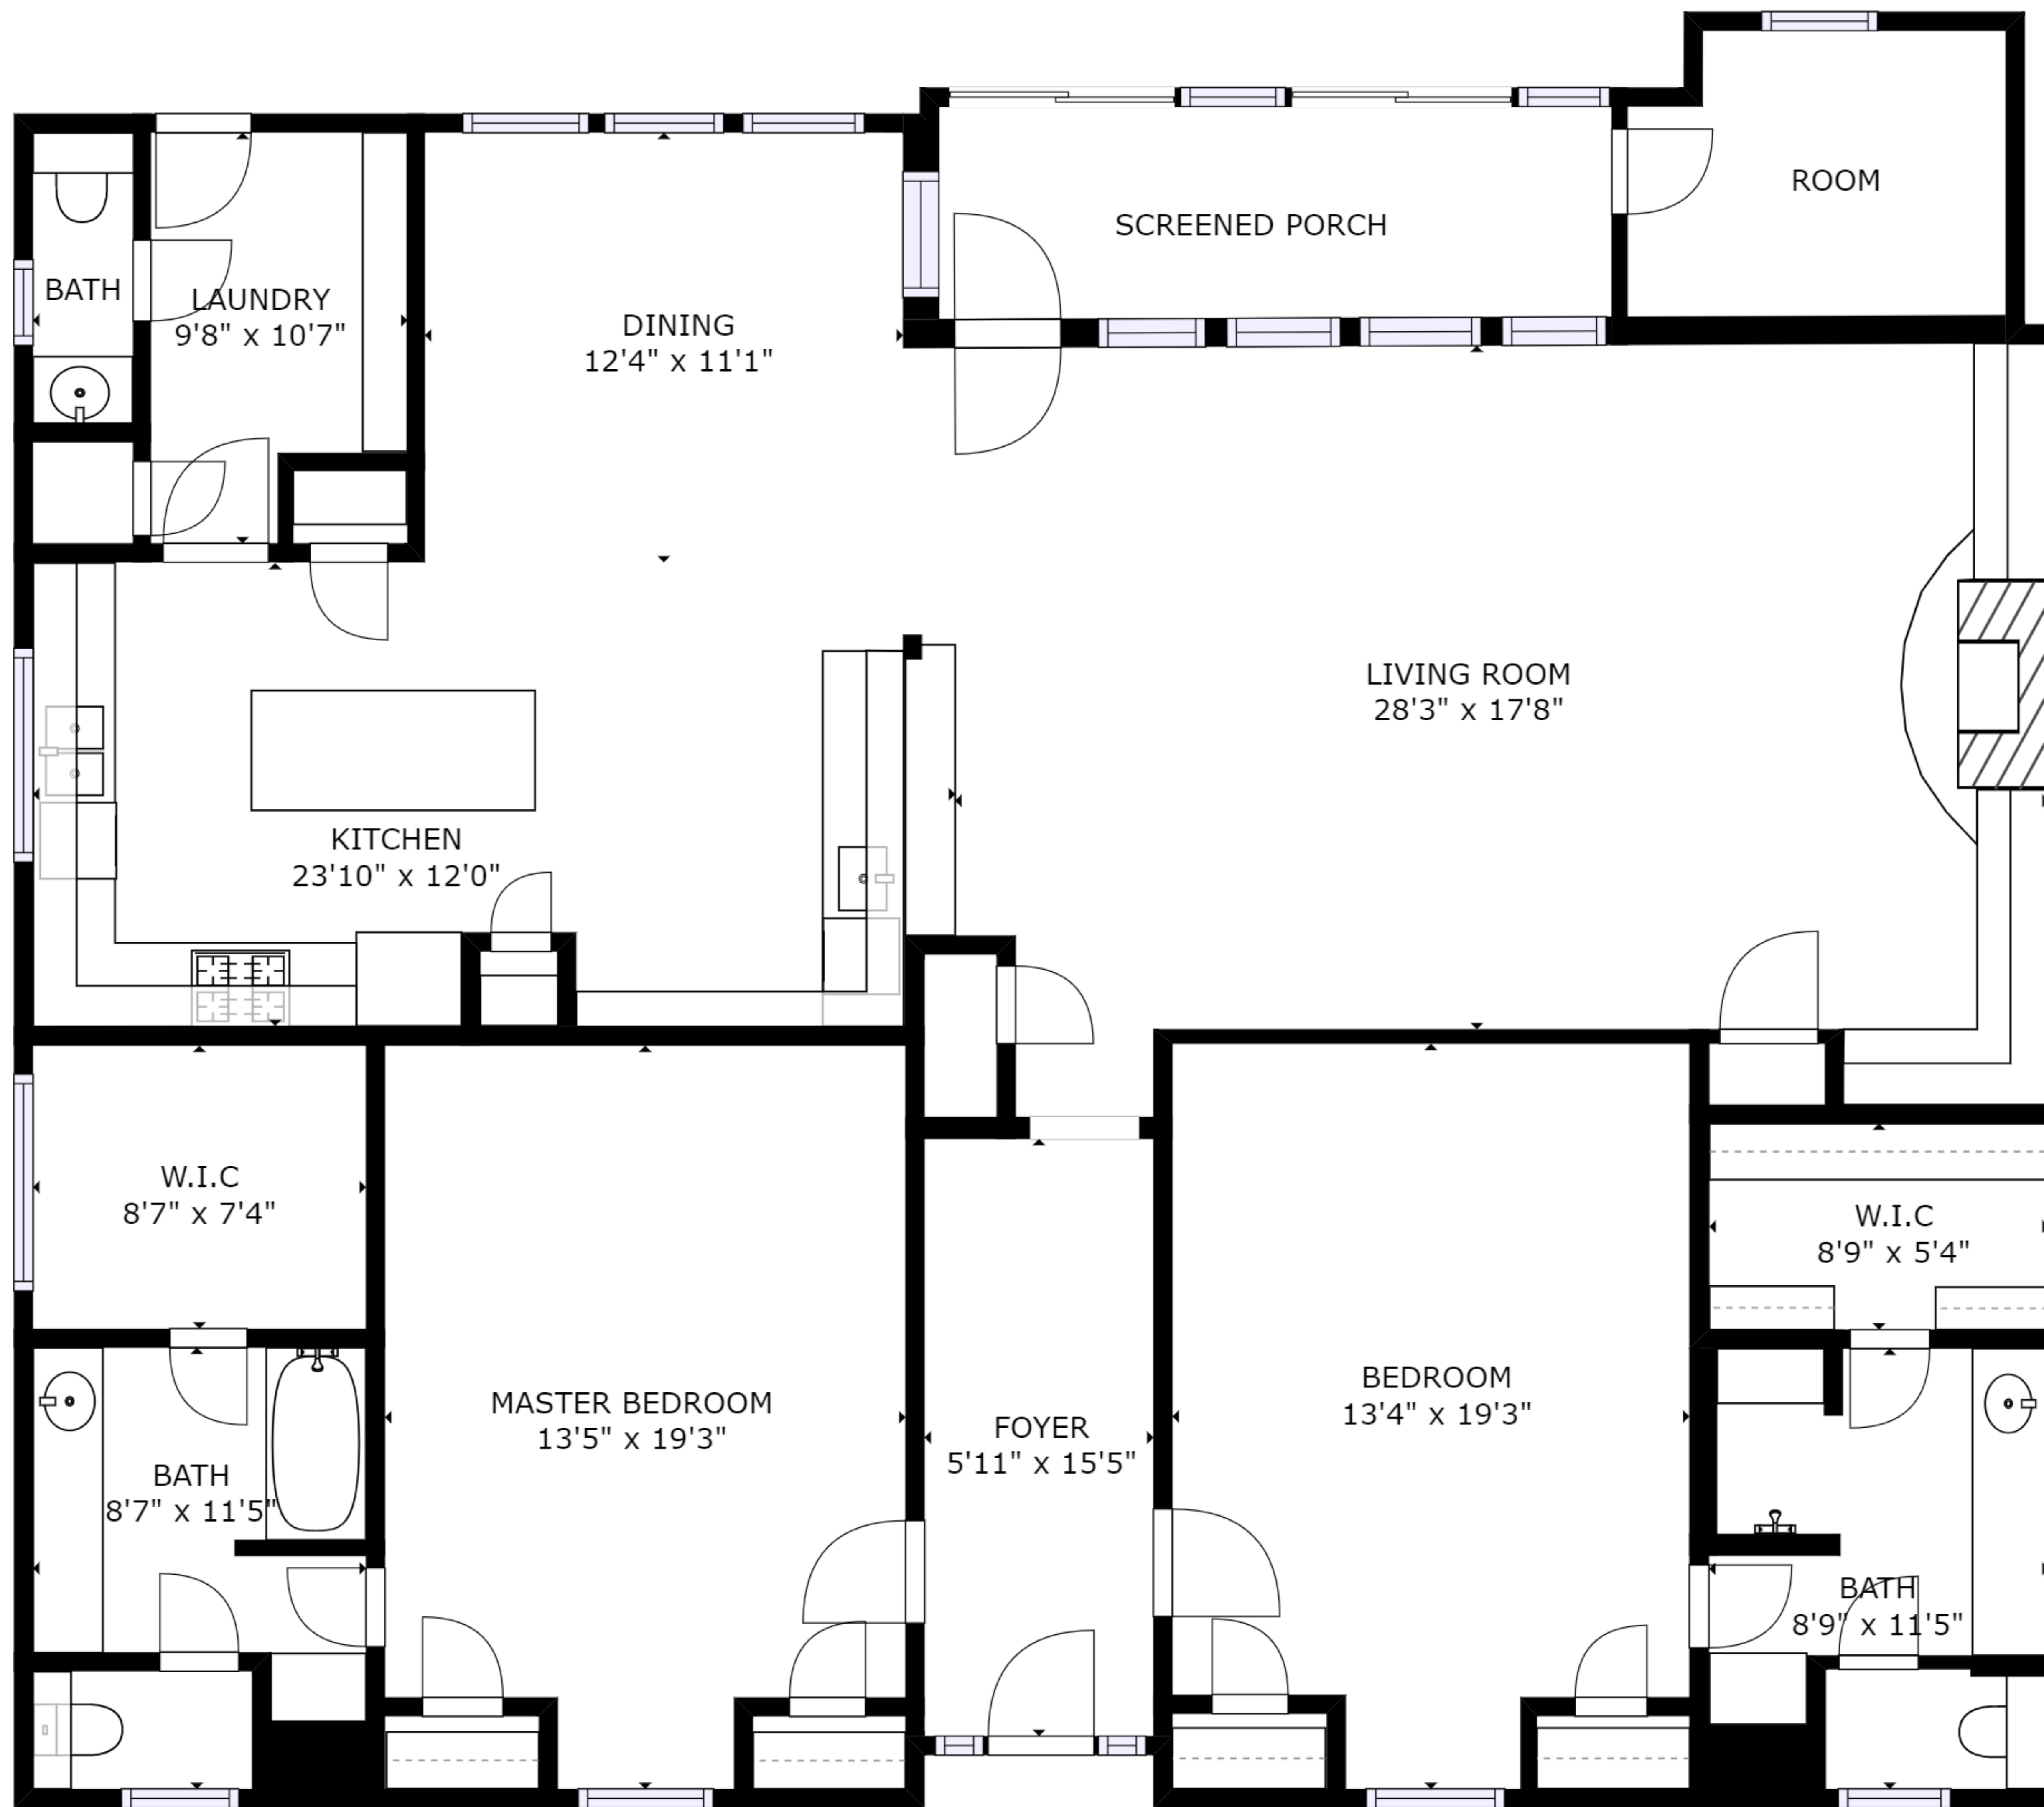 ROOM
SCREENED PORCH
BATH
LAUNDRY
9'8" x 10'7"
DINING
12'4" x 11'1"
LIVING ROOM
28'3" x 17'8"
KITCHEN
23'10" x 12'0"
W.I.C
8'7" x 7'4"
W.I.C
8'9" x 5'4"
MASTER BEDROOM
13'5" x 19'3"
FOYER
5'11" x 15'5"
BEDROOM
13'4" x 19'3"
BATH
8'7" x 11'5"
BATH
8'9" x 11'5"